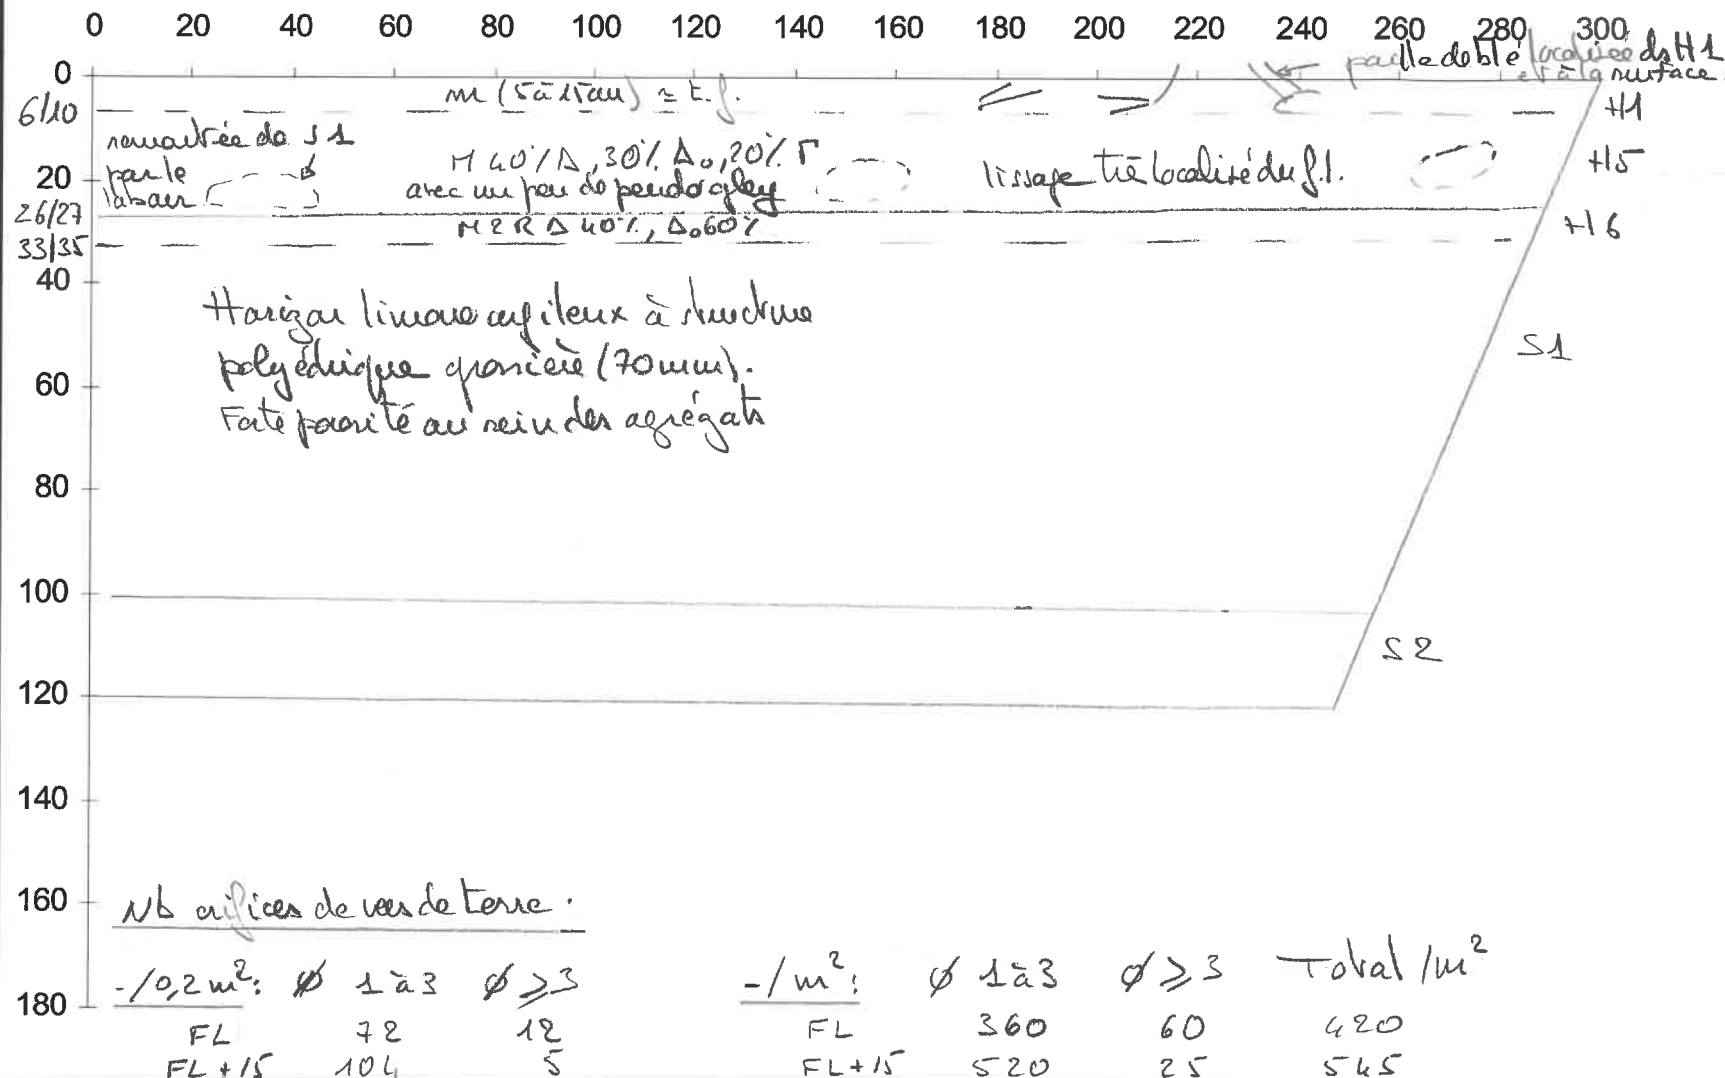 0 20 40 60 80 100 120 140 160 180 200 220 240 260 280 300
paille de blé localisée ds H1
et à la surface
0
m (5 à 15 cm) = t.f.
6/10
H1
remontée de S1
par le
labour
M 40% Δ, 30% Δ0, 20% Γ
avec un peu de pseudogley
lissage très localisé du f.l.
H5
20
26/27
M2R Δ 40%, Δ0 60%
H6
33/35
40
Horizon limono argileux à structure
polyédrique grossière (70mm).
Forte porosité au sein des agrégats
S1
60
80
100
S2
120
140
160
Nb orifices de vers de terre.
180
-/0,2 m²: ϕ 1 à 3 ϕ ≥ 3 -/m²: ϕ 1 à 3 ϕ ≥ 3 Total /m²
FL 72 12 FL 360 60 420
FL+15 104 5 FL+15 520 25 545